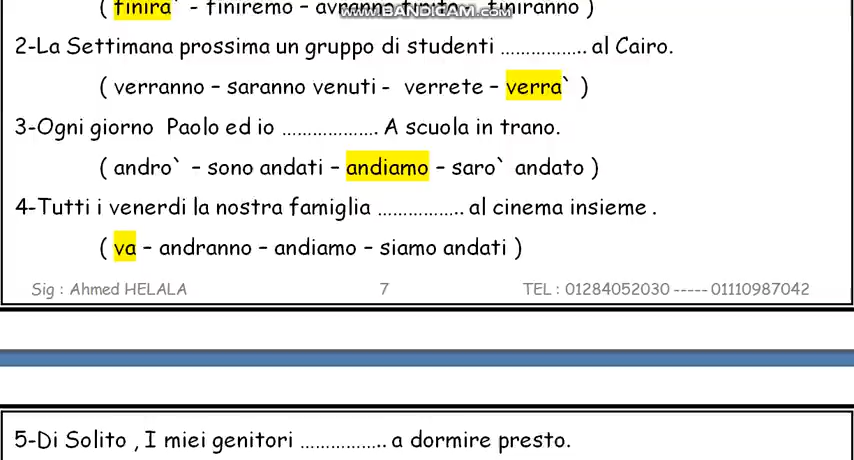 ( finira` - finiremo – avranno finito - finiranno )
www.BANDICAM.com
2-La Settimana prossima un gruppo di studenti …………….. al Cairo.
( verranno – saranno venuti - verrete – verra` )
3-Ogni giorno Paolo ed io ………………. A scuola in trano.
( andro` – sono andati – andiamo – saro` andato )
4-Tutti i venerdi la nostra famiglia …………….. al cinema insieme .
( va – andranno – andiamo – siamo andati )
Sig : Ahmed HELALA 7 TEL : 01284052030 ----- 01110987042
5-Di Solito , I miei genitori …………….. a dormire presto.